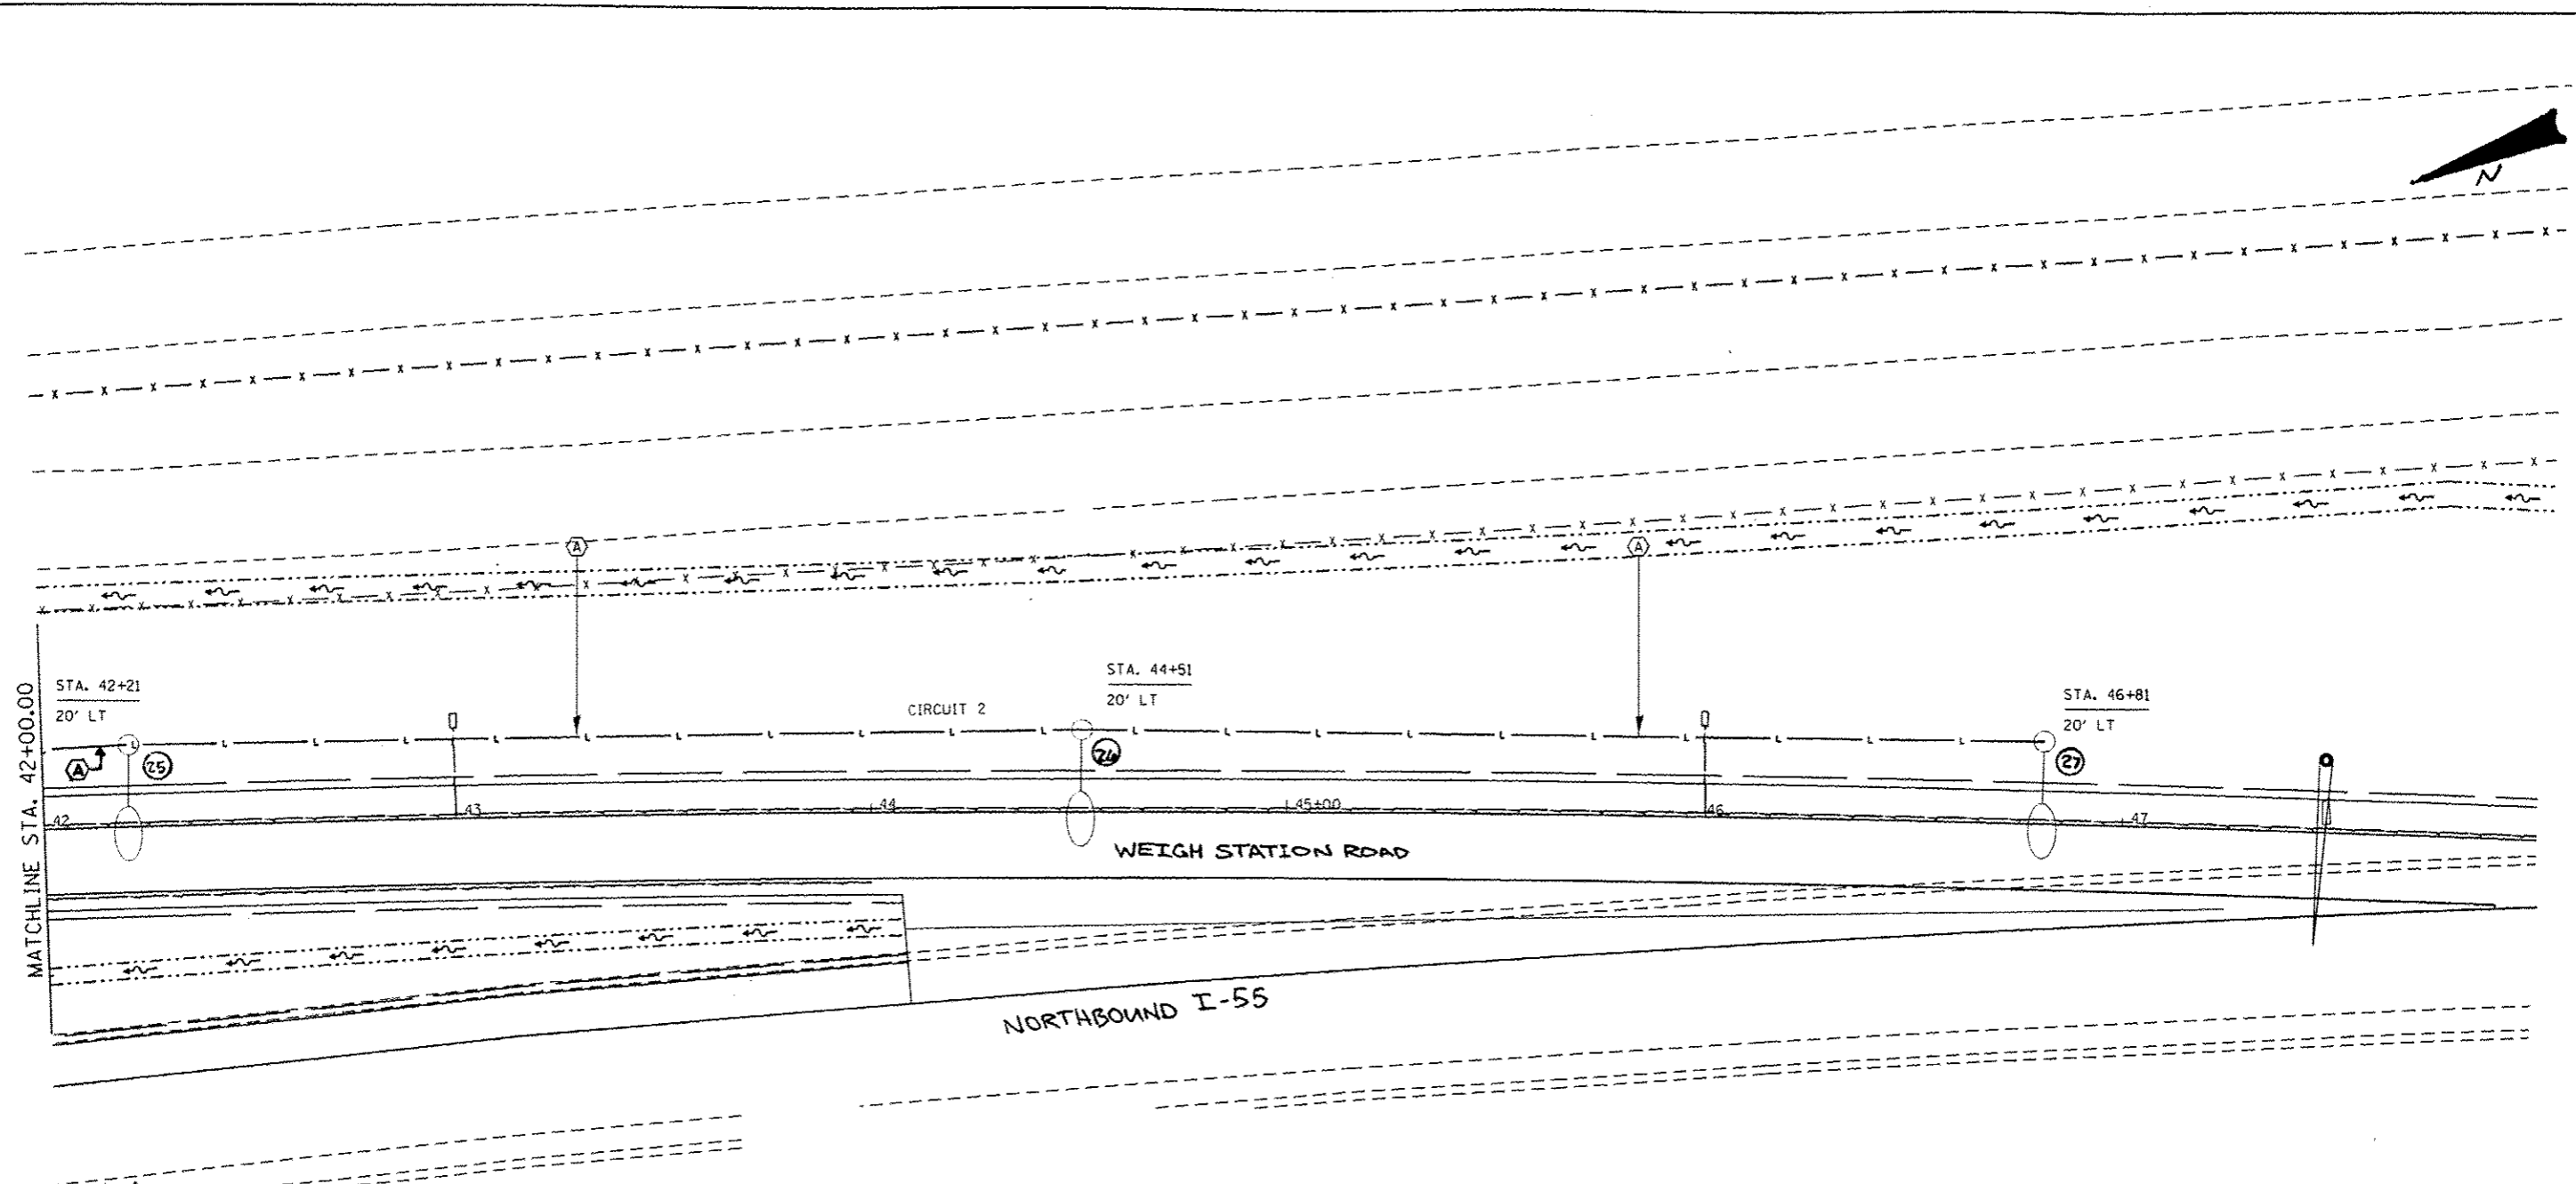 N
A
A
STA. 44+51
20' LT
STA. 42+21
20' LT
STA. 46+81
20' LT
CIRCUIT 2
MATCHLINE STA. 42+00.00
A
25
26
27
42
43
44
45+00
46
47
WEIGH STATION ROAD
NORTHBOUND I-55